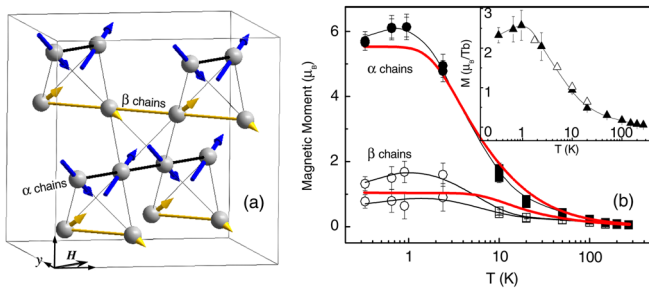 β chains
α chains
(a)
y
H
Magnetic Moment (μB)
6
4
2
0
α chains
β chains
(b)
1
10
100
T (K)
M (μB/Tb)
3
2
1
0
1
10
100
T (K)